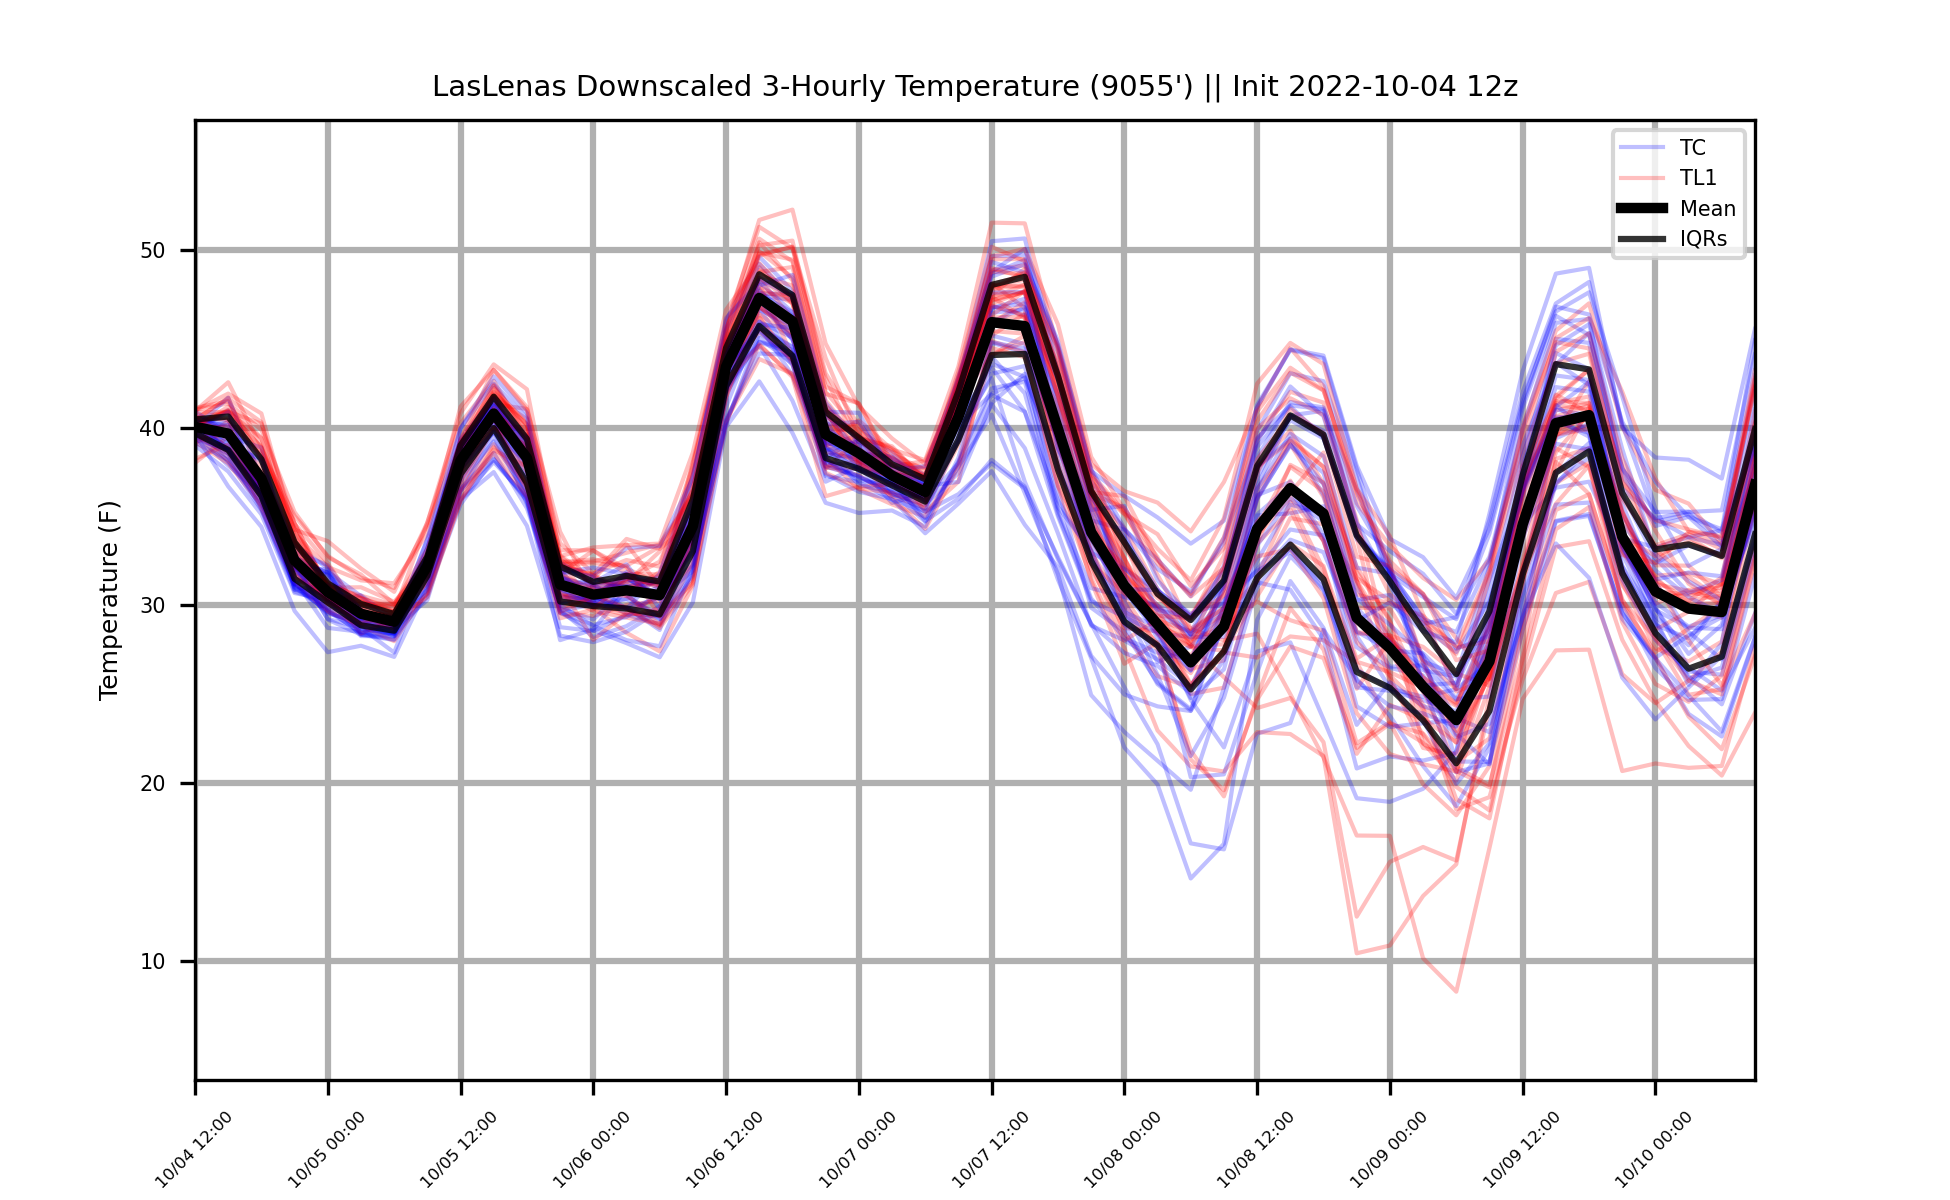 LasLenas Downscaled 3-Hourly Temperature (9055') || Init 2022-10-04 12z
TC
TL1
Mean
IQRs
Temperature (F)
50
40
30
20
10
10/04 12:00
10/05 00:00
10/05 12:00
10/06 00:00
10/06 12:00
10/07 00:00
10/07 12:00
10/08 00:00
10/08 12:00
10/09 00:00
10/09 12:00
10/10 00:00